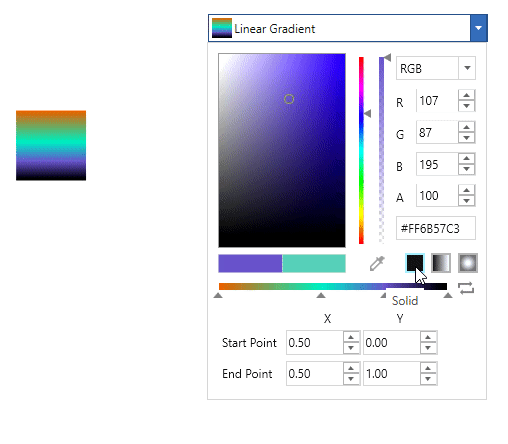 Linear Gradient
RGB
R 107
G 87
B 195
A 100
#FF6B57C3
Solid
X Y
Start Point 0.50 0.00
End Point 0.50 1.00